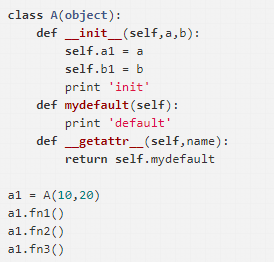 class A(object):
    def __init__(self,a,b):
        self.a1 = a
        self.b1 = b
        print 'init'
    def mydefault(self):
        print 'default'
    def __getattr__(self,name):
        return self.mydefault
a1 = A(10,20)
a1.fn1()
a1.fn2()
a1.fn3()